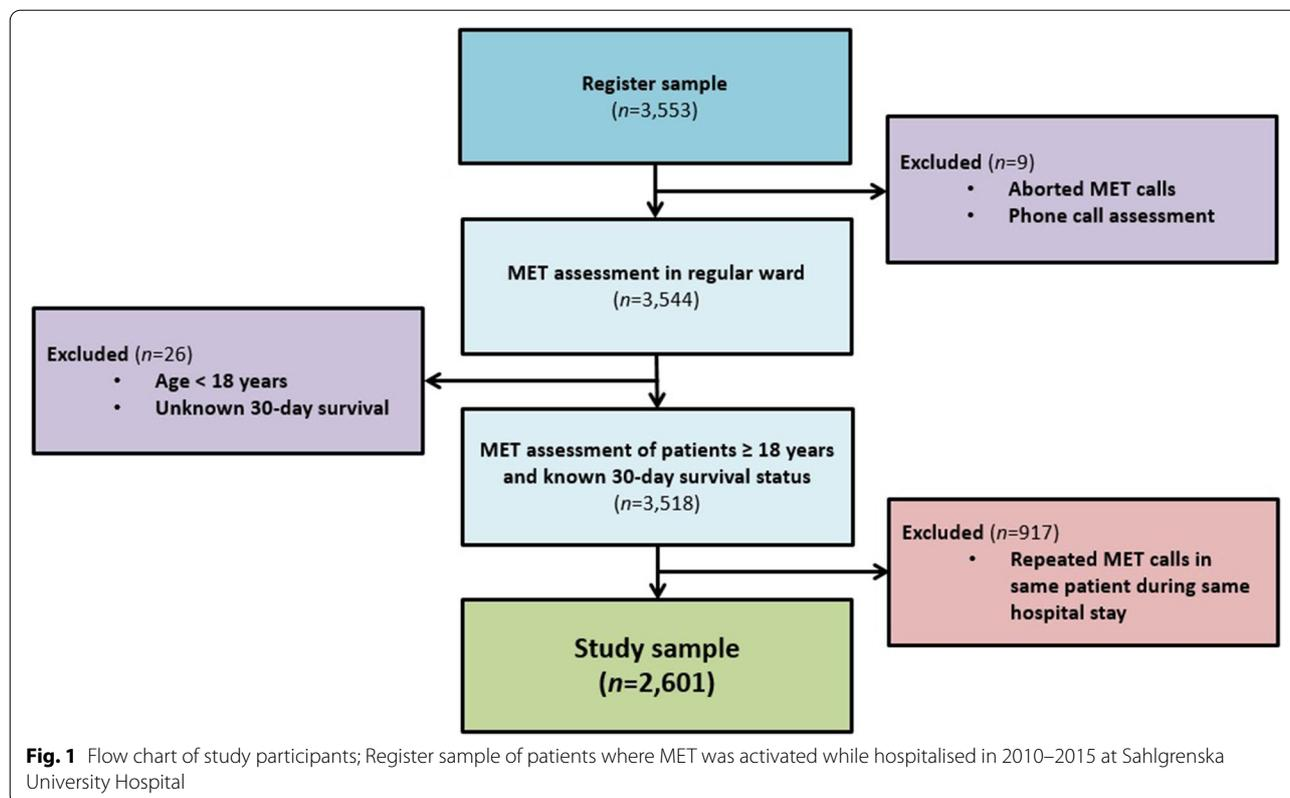 Register sample
(n=3,553)
Excluded (n=9)
• Aborted MET calls
• Phone call assessment
MET assessment in regular ward
(n=3,544)
Excluded (n=26)
• Age < 18 years
• Unknown 30-day survival
MET assessment of patients ≥ 18 years
and known 30-day survival status
(n=3,518)
Excluded (n=917)
• Repeated MET calls in
same patient during same
hospital stay
Study sample
(n=2,601)
Fig. 1 Flow chart of study participants; Register sample of patients where MET was activated while hospitalised in 2010–2015 at Sahlgrenska
University Hospital